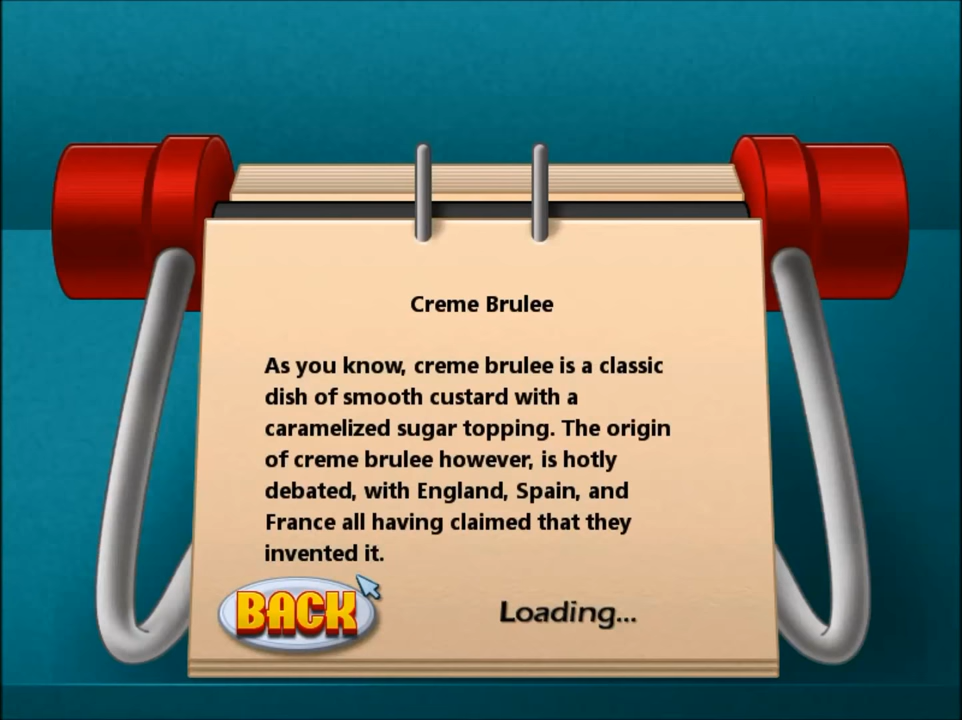 Creme Brulee
As you know, creme brulee is a classic
dish of smooth custard with a
caramelized sugar topping. The origin
of creme brulee however, is hotly
debated, with England, Spain, and
France all having claimed that they
invented it.
BACK
Loading...